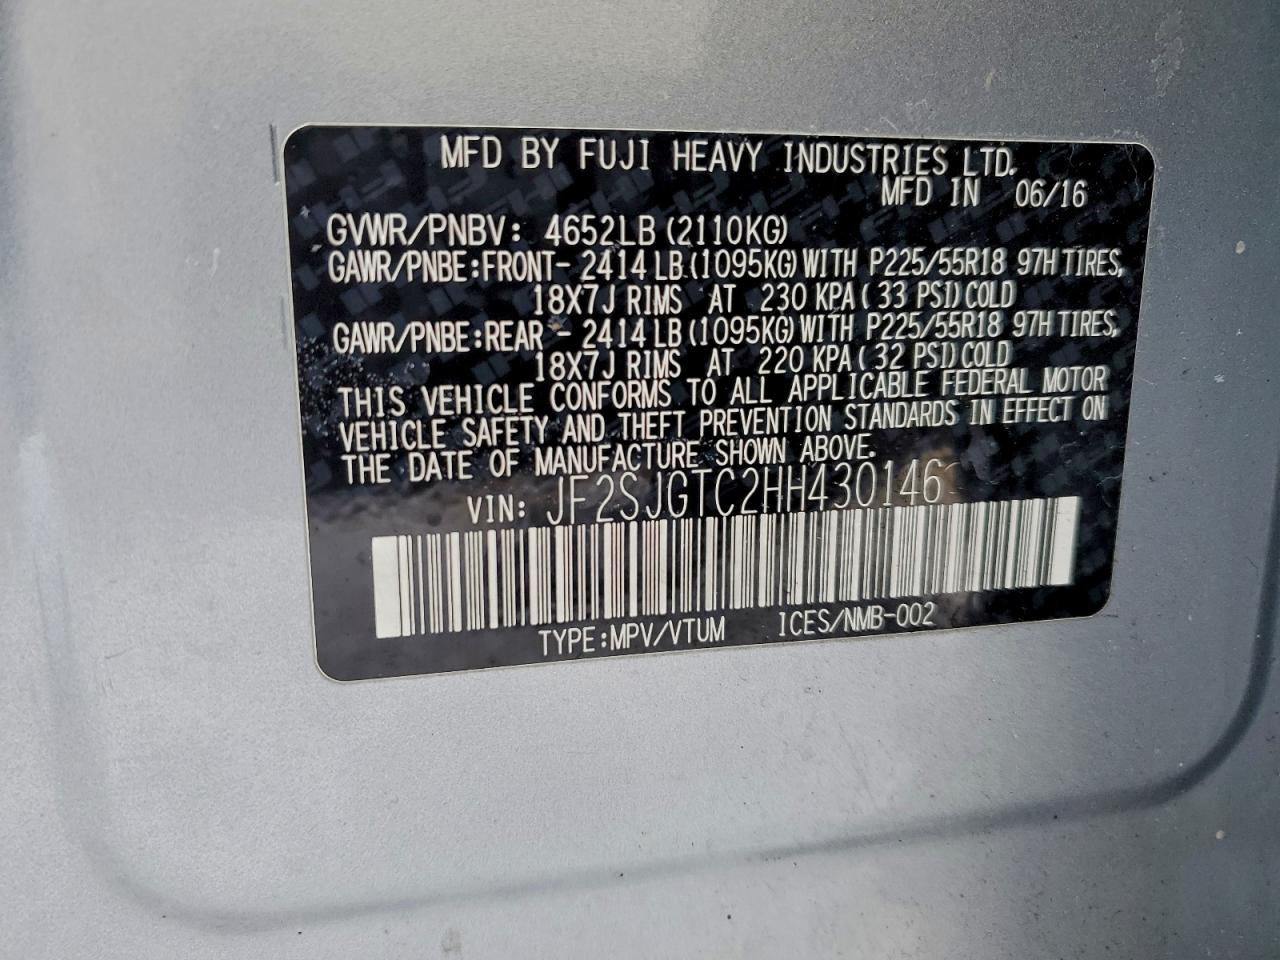 MFD BY FUJI HEAVY INDUSTRIES LTD.
MFD IN 06/16
GVWR/PNBV: 4652LB (2110KG)
GAWR/PNBE:FRONT- 2414LB (1095KG) WITH P225/55R18 97H TIRES,
18X7J RIMS AT 230 KPA (33 PSI) COLD
GAWR/PNBE:REAR - 2414LB (1095KG) WITH P225/55R18 97H TIRES,
18X7J RIMS AT 220 KPA (32 PSI) COLD
THIS VEHICLE CONFORMS TO ALL APPLICABLE FEDERAL MOTOR
VEHICLE SAFETY AND THEFT PREVENTION STANDARDS IN EFFECT ON
THE DATE OF MANUFACTURE SHOWN ABOVE.
VIN: JF2SJGTC2HH430146
TYPE:MPV/VTUM ICES/NMB-002